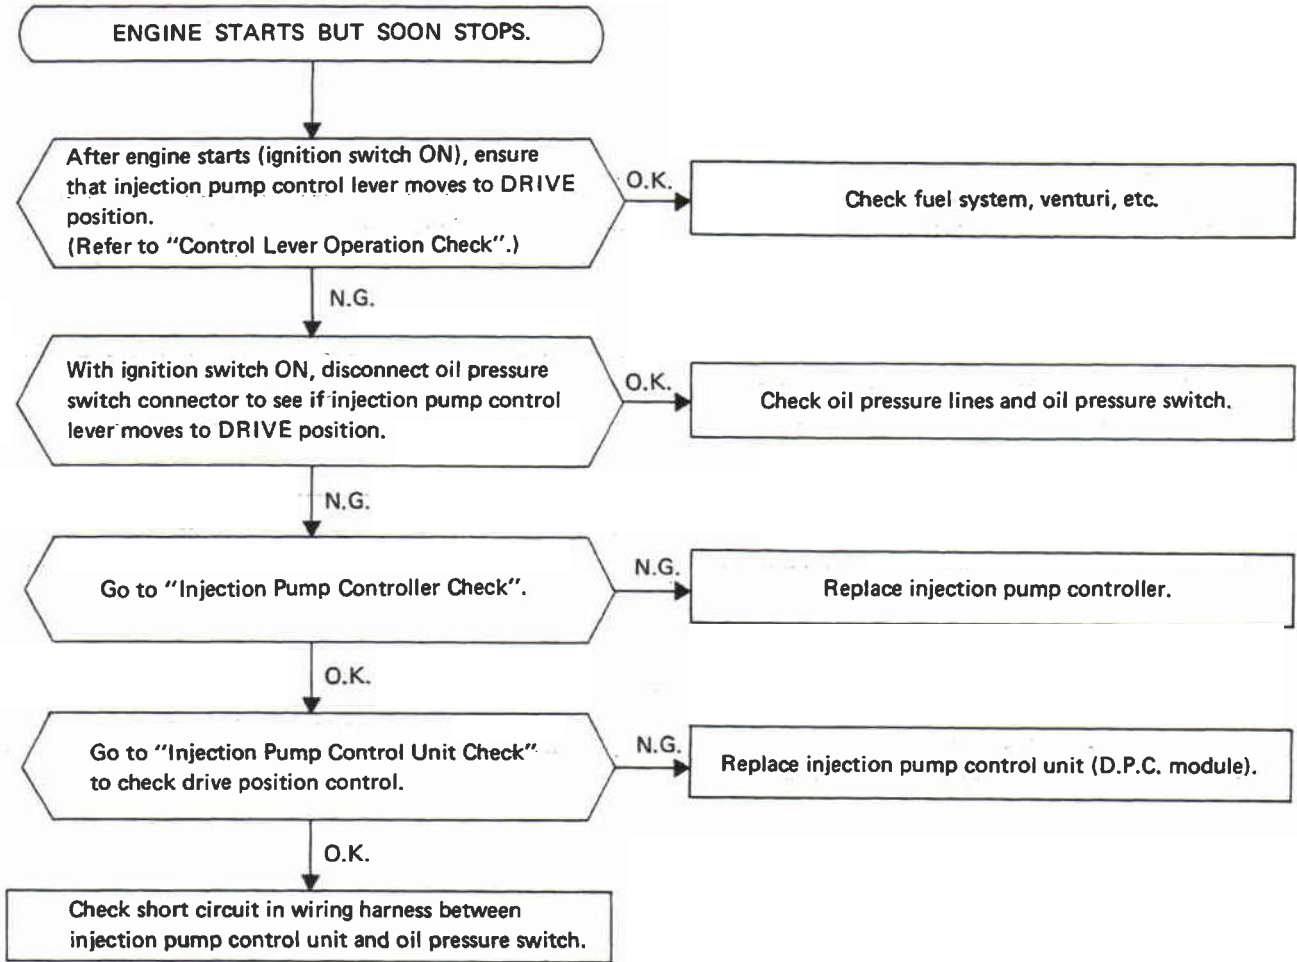 ENGINE STARTS BUT SOON STOPS.
After engine starts (ignition switch ON), ensure
that injection pump control lever moves to DRIVE
position.
(Refer to "Control Lever Operation Check".)
O.K.
Check fuel system, venturi, etc.
N.G.
With ignition switch ON, disconnect oil pressure
switch connector to see if injection pump control
lever moves to DRIVE position.
O.K.
Check oil pressure lines and oil pressure switch.
N.G.
Go to "Injection Pump Controller Check".
N.G.
Replace injection pump controller.
O.K.
Go to "Injection Pump Control Unit Check"
to check drive position control.
N.G.
Replace injection pump control unit (D.P.C. module).
O.K.
Check short circuit in wiring harness between
injection pump control unit and oil pressure switch.